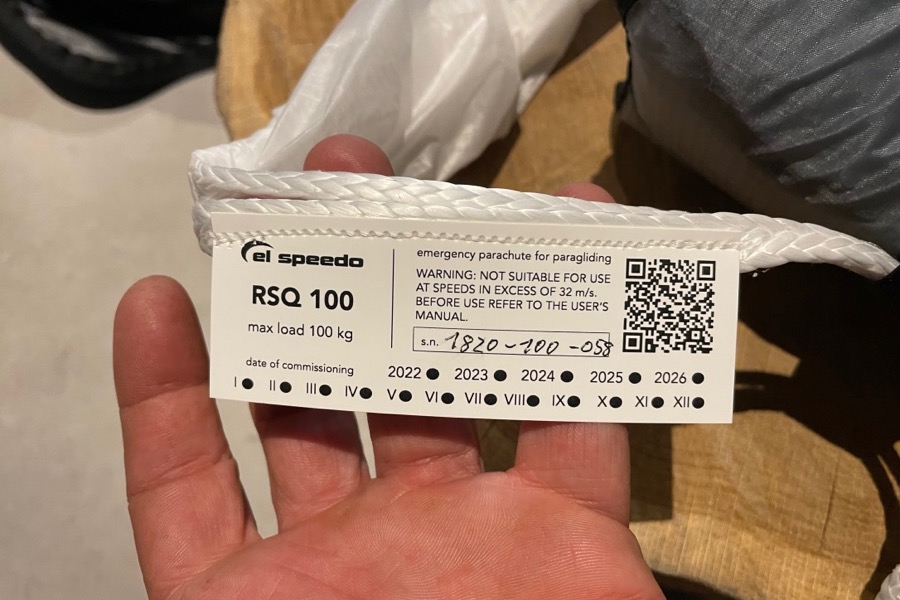 el speedo
RSQ 100
max load 100 kg
emergency parachute for paragliding
WARNING: NOT SUITABLE FOR USE
AT SPEEDS IN EXCESS OF 32 m/s.
BEFORE USE REFER TO THE USER'S
MANUAL.
s.n. 1820-100-058
date of commissioning
2022 ● 2023 ● 2024 ● 2025 ● 2026 ●
I ● II ● III ● IV ● V ● VI ● VII ● VIII ● IX ● X ● XI ● XII ●